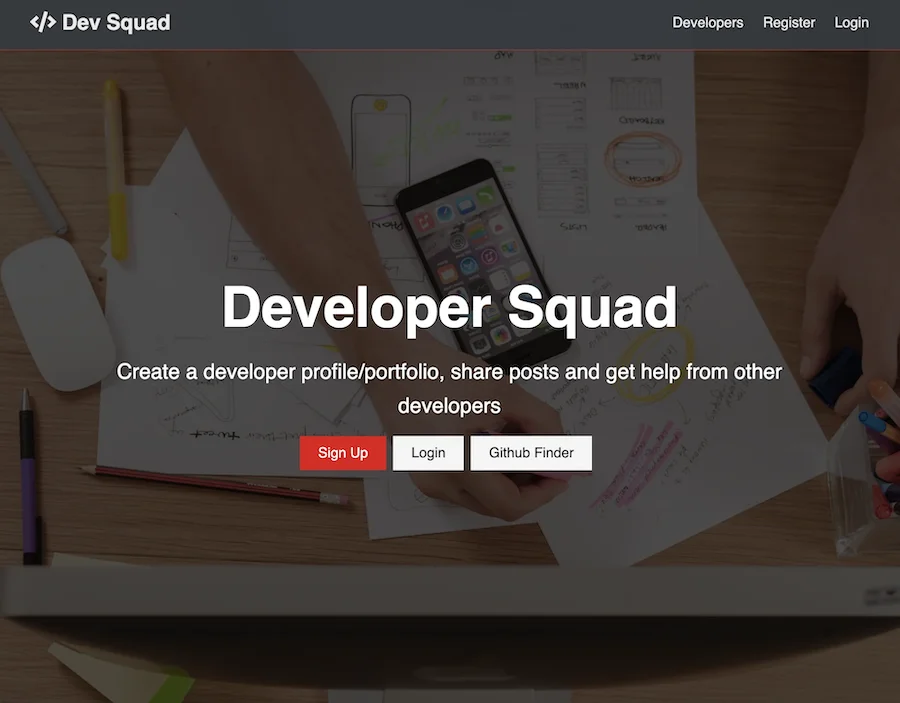 </> Dev Squad
Developers Register Login
Developer Squad
Create a developer profile/portfolio, share posts and get help from other
developers
Sign Up Login Github Finder